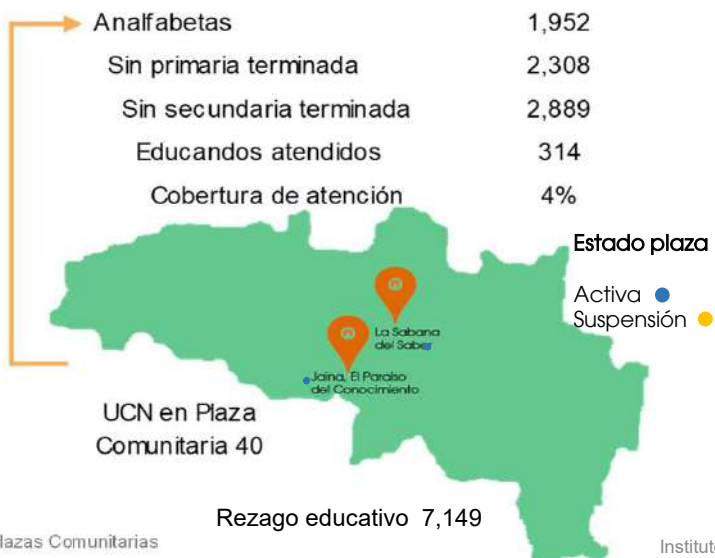 Analfabetas 1,952
Sin primaria terminada 2,308
Sin secundaria terminada 2,889
Educandos atendidos 314
Cobertura de atención 4%
Estado plaza
Activa
Suspensión
La Sabana
del Saber
Jaina, El Paraiso
del Conocimiento
UCN en Plaza
Comunitaria 40
Rezago educativo 7,149
lazas Comunitarias
Institut